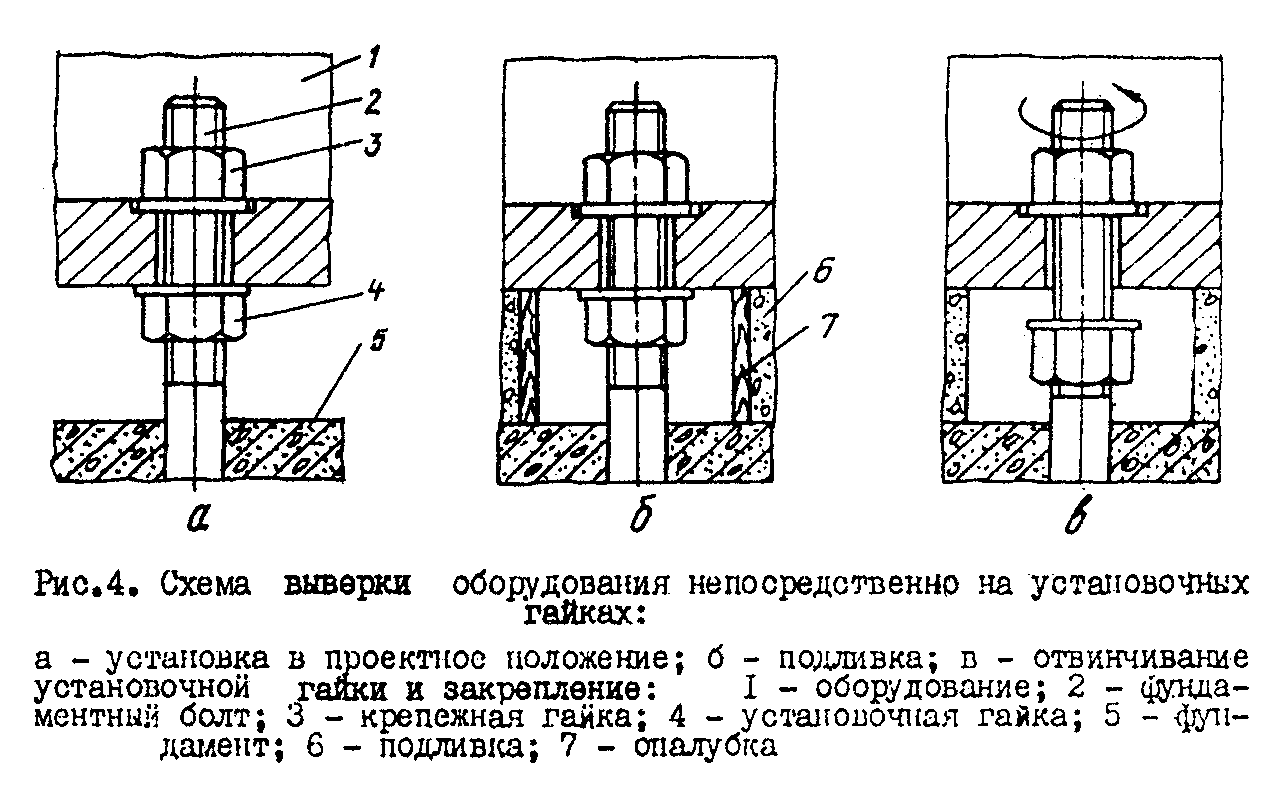 1
2
3
4
5
6
7
а
б
в
Рис.4. Схема выверки оборудования непосредственно на установочных
гайках:
а - установка в проектное положение; б - подливка; в - отвинчивание
установочной гайки и закрепление: I - оборудование; 2 - фунда-
ментный болт; 3 - крепежная гайка; 4 - установочная гайка; 5 - фун-
дамент; 6 - подливка; 7 - опалубка